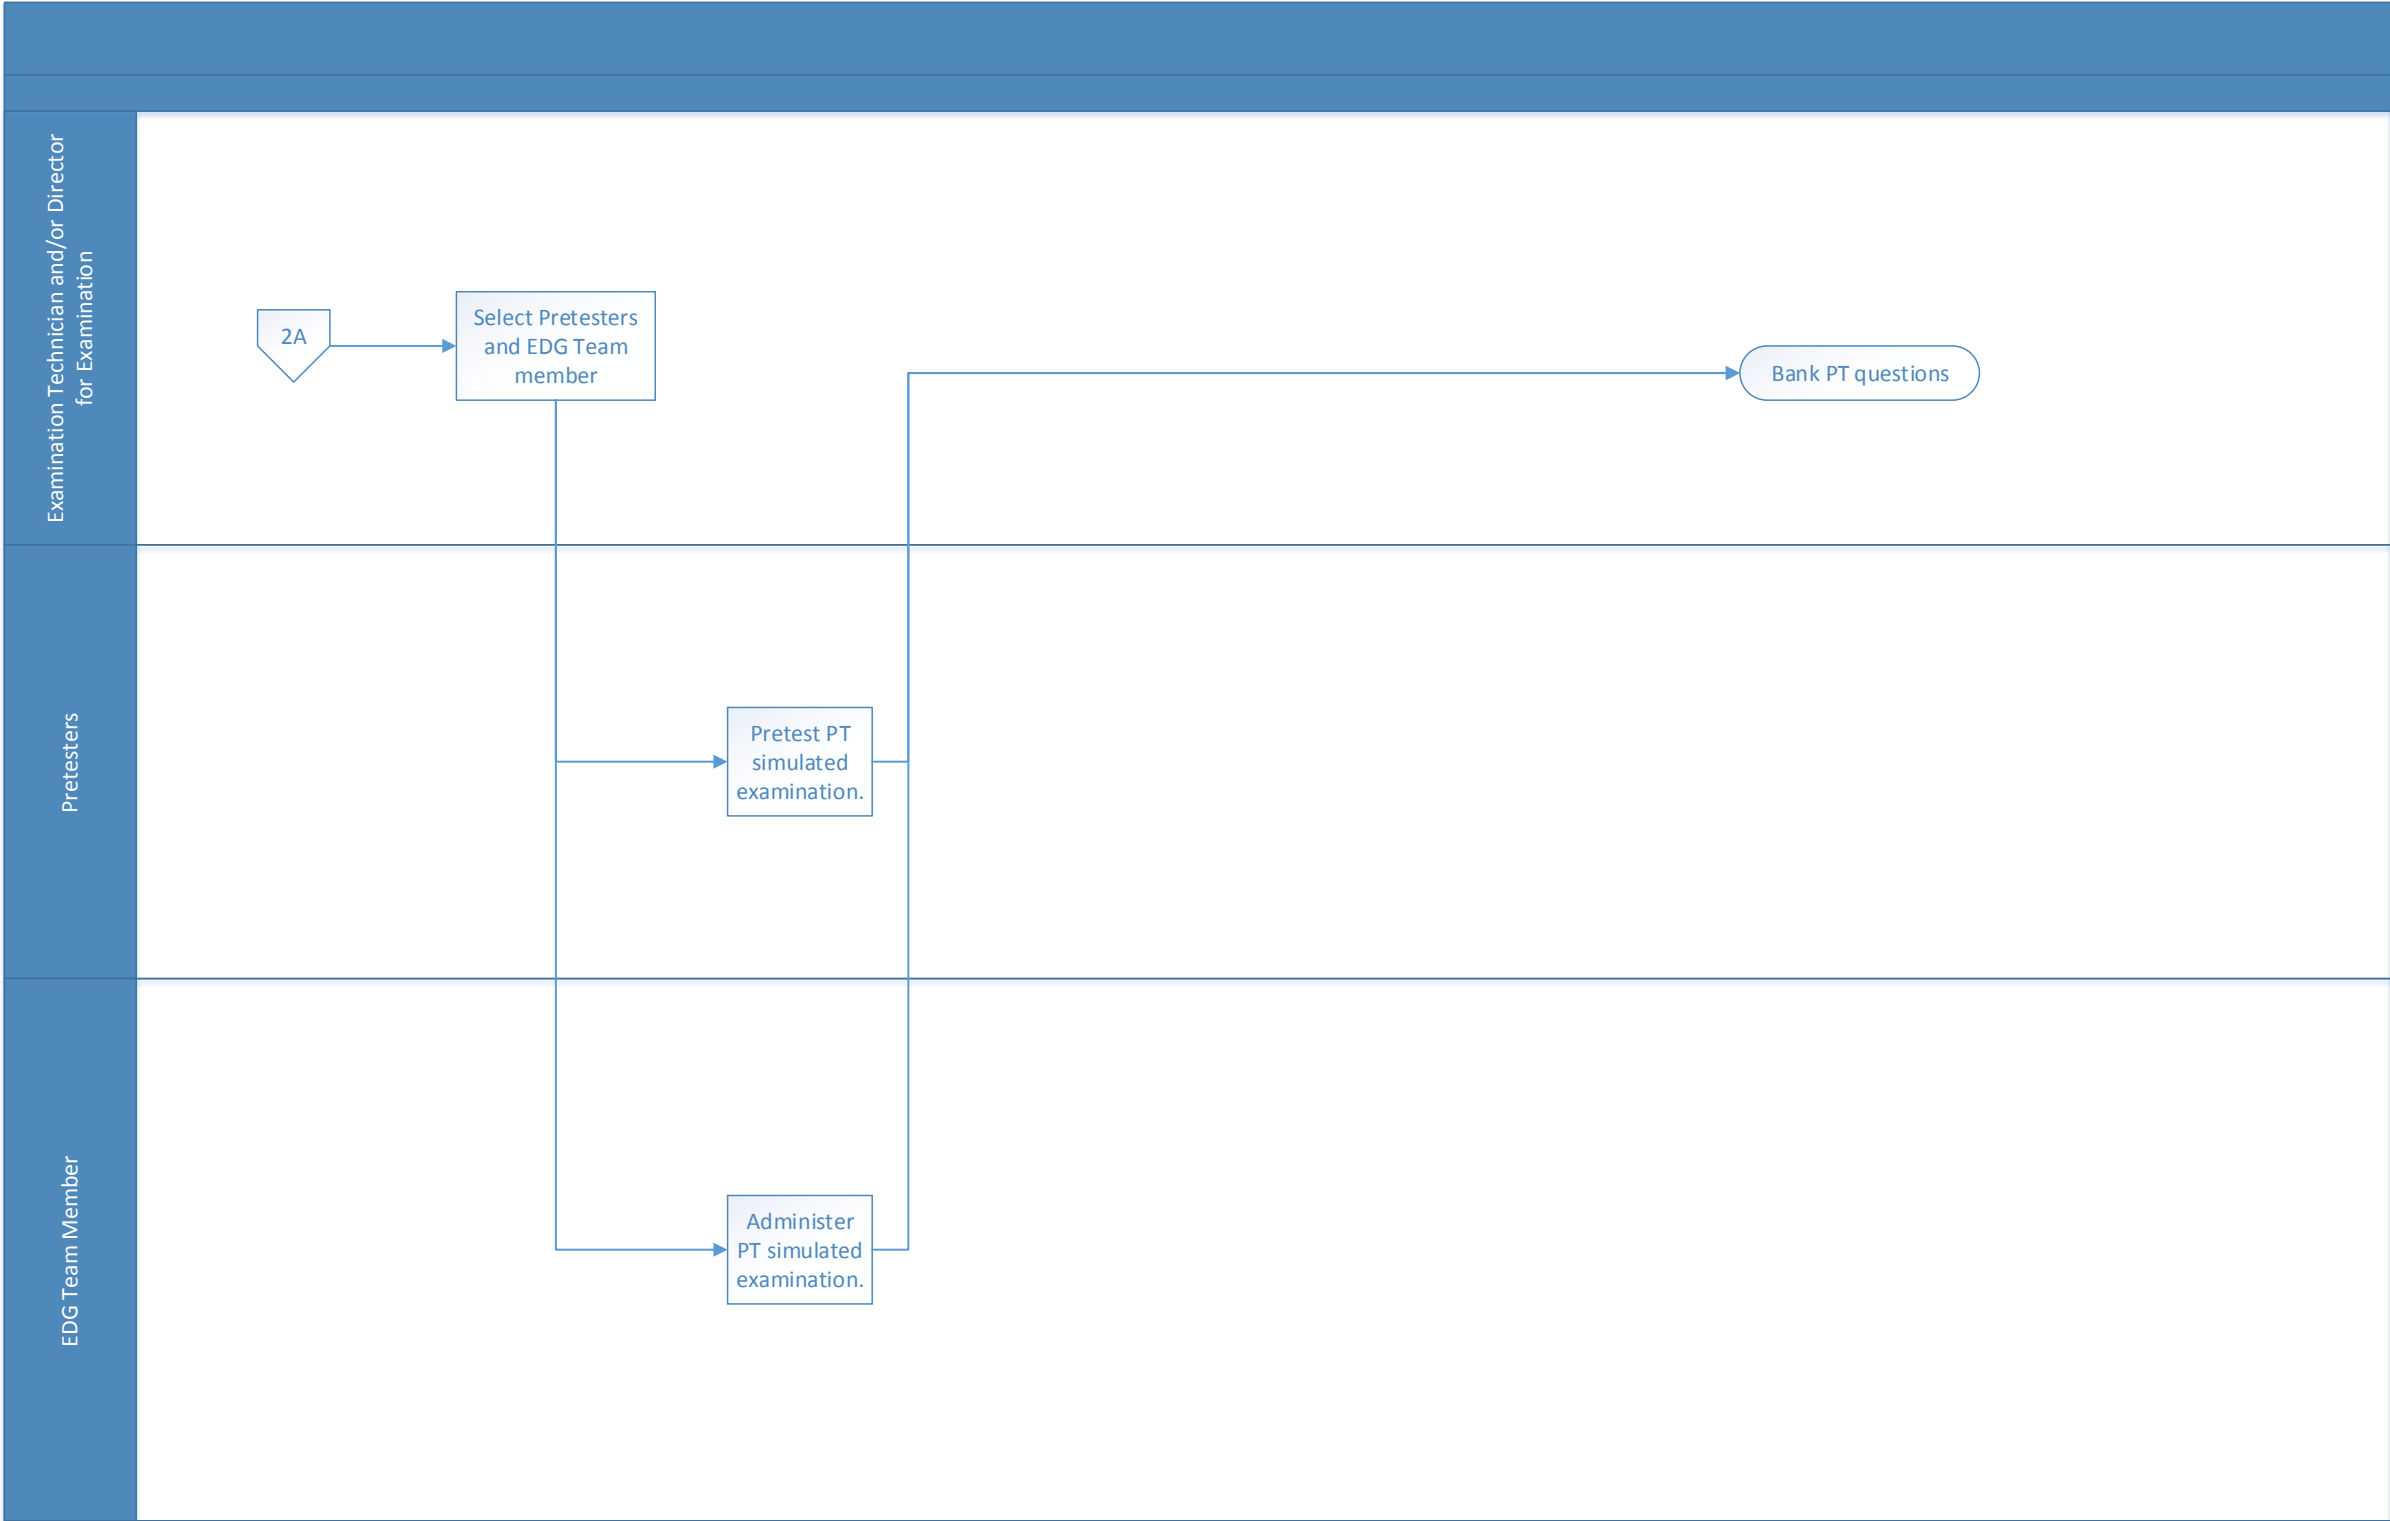 Examination Technician and/or Director
for Examination
2A
Select Pretesters
and EDG Team
member
Bank PT questions
Pretesters
Pretest PT
simulated
examination.
EDG Team Member
Administer
PT simulated
examination.